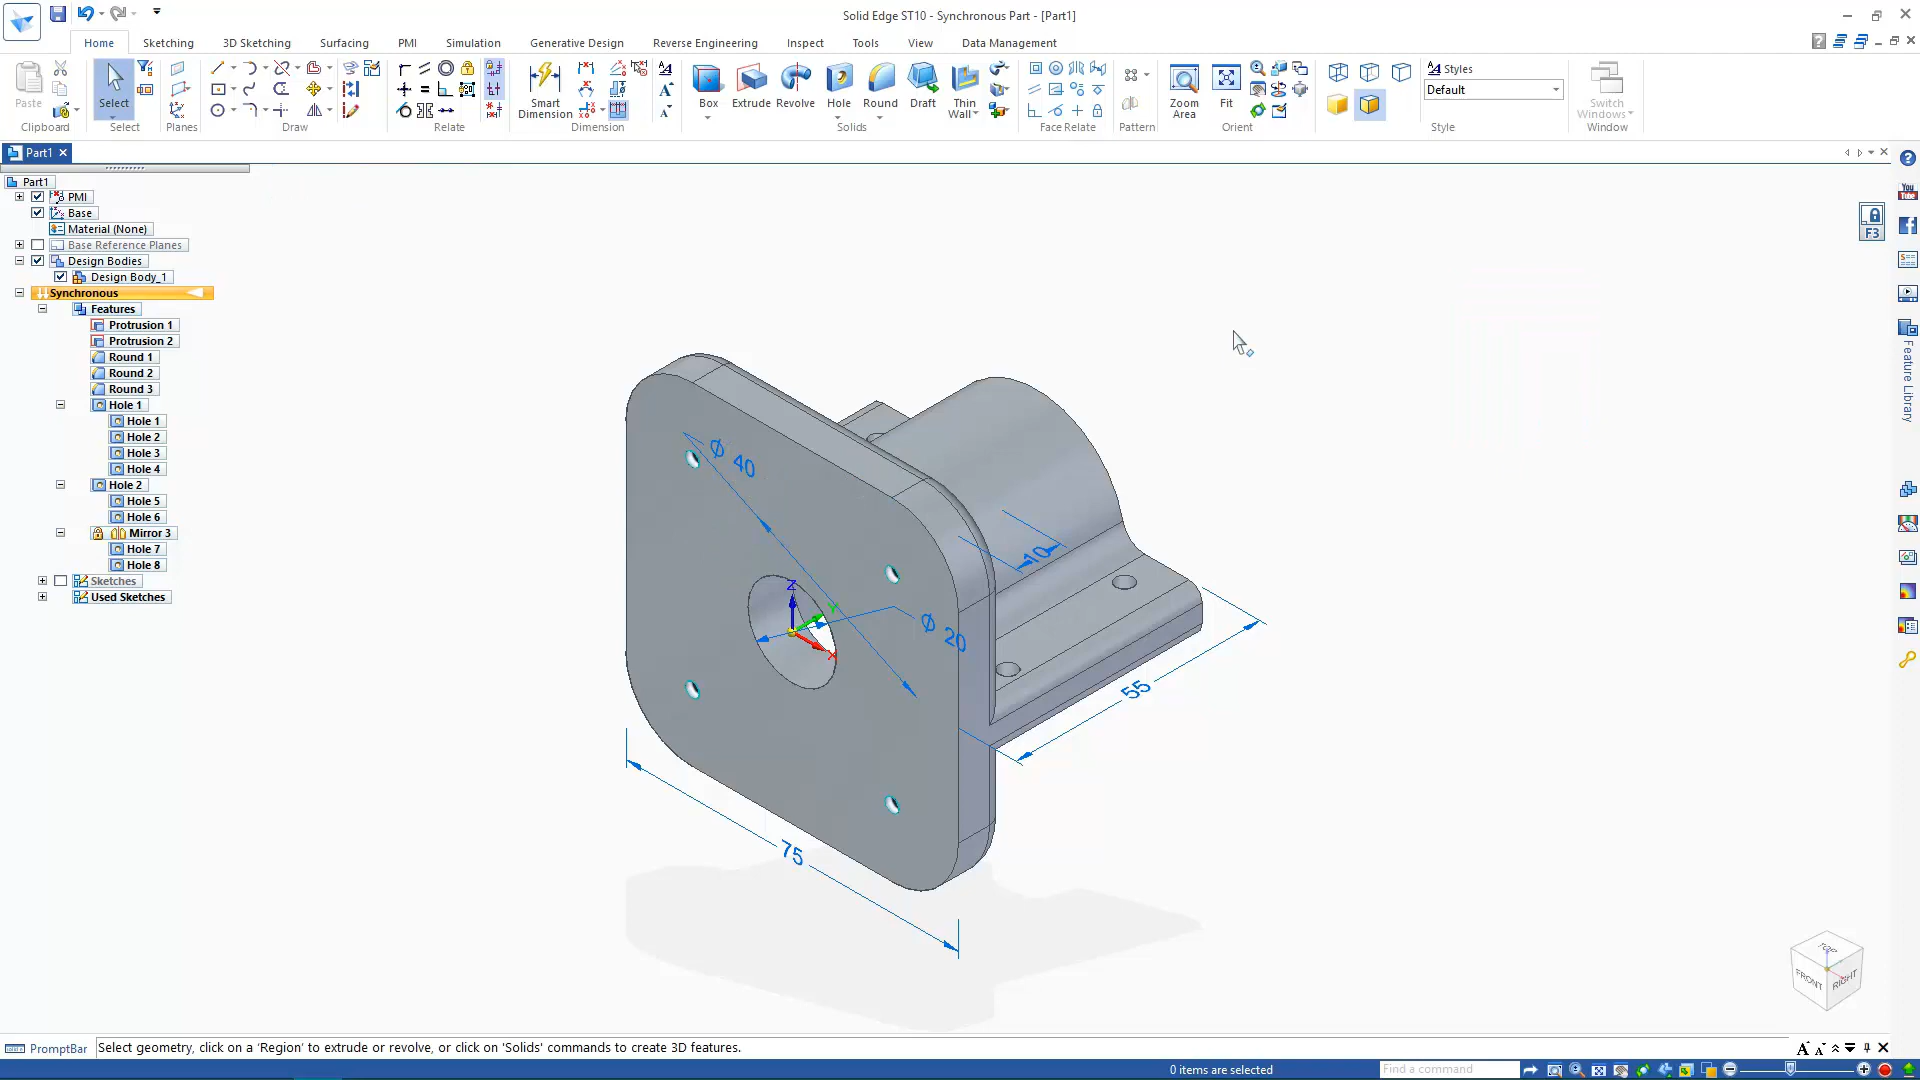 Solid Edge ST10 - Synchronous Part - [Part1]
Home Sketching 3D Sketching Surfacing PMI Simulation Generative Design Reverse Engineering Inspect Tools View Data Management
Paste
Clipboard
Select
Select
Planes
Draw
Relate
Smart Dimension
Dimension
Box Extrude Revolve Hole Round Draft Thin Wall
Solids
Face Relate
Pattern
Zoom Area
Fit
Orient
Styles
Default
Style
Switch Windows
Window
Part1
Part1
PMI
Base
Material (None)
Base Reference Planes
Design Bodies
Design Body_1
Synchronous
Features
Protrusion 1
Protrusion 2
Round 1
Round 2
Round 3
Hole 1
Hole 1
Hole 2
Hole 3
Hole 4
Hole 2
Hole 5
Hole 6
Mirror 3
Hole 7
Hole 8
Sketches
Used Sketches
F3
You Tube
Feature Library
Ø 40
10
Z
Y
X
Ø 20
55
75
TOP
FRONT
RIGHT
PromptBar
Select geometry, click on a 'Region' to extrude or revolve, or click on 'Solids' commands to create 3D features.
0 items are selected
Find a command